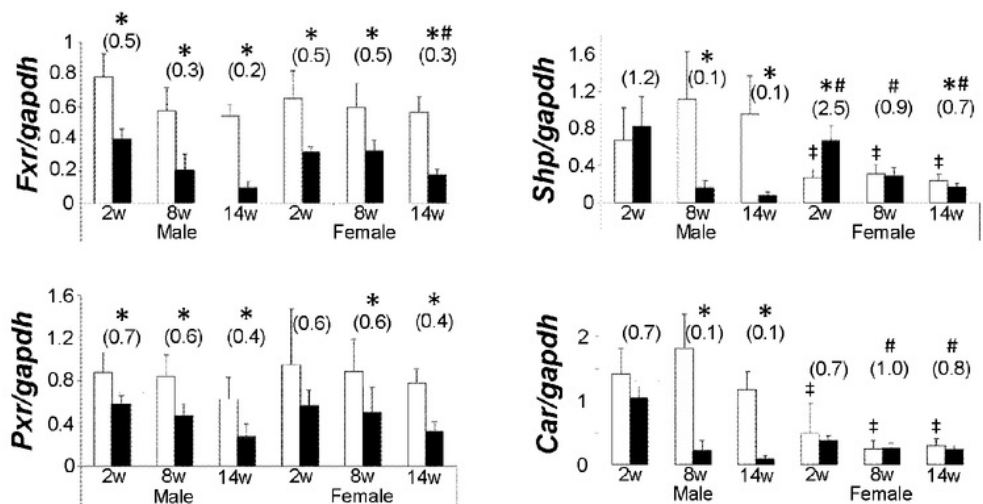 Fxr/gapdh
1
0.8
0.6
0.4
0.2
0
* * * * * *#
(0.5) (0.3) (0.2) (0.5) (0.5) (0.3)
2w 8w 14w 2w 8w 14w
Male Female
Shp/gapdh
1.6
1.2
0.8
0.4
0
* * *# # *#
(1.2) (0.1) (0.1) (2.5) (0.9) (0.7)
‡ ‡ ‡
2w 8w 14w 2w 8w 14w
Male Female
Pxr/gapdh
1.6
1.2
0.8
0.4
0
* * * * *
(0.7) (0.6) (0.4) (0.6) (0.6) (0.4)
2w 8w 14w 2w 8w 14w
Male Female
Car/gapdh
2
1
0
* * # #
(0.7) (0.1) (0.1) (0.7) (1.0) (0.8)
‡ ‡ ‡
2w 8w 14w 2w 8w 14w
Male Female